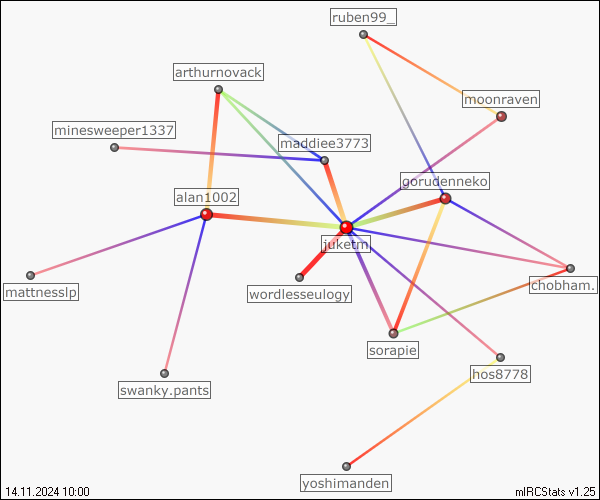 ruben99_
arthurnovack
moonraven
minesweeper1337
maddiee3773
gorudenneko
alan1002
juketm
mattnesslp
wordlesseulogy
chobham.
sorapie
hos8778
swanky.pants
yoshimanden
14.11.2024 10:00
mIRCStats v1.25